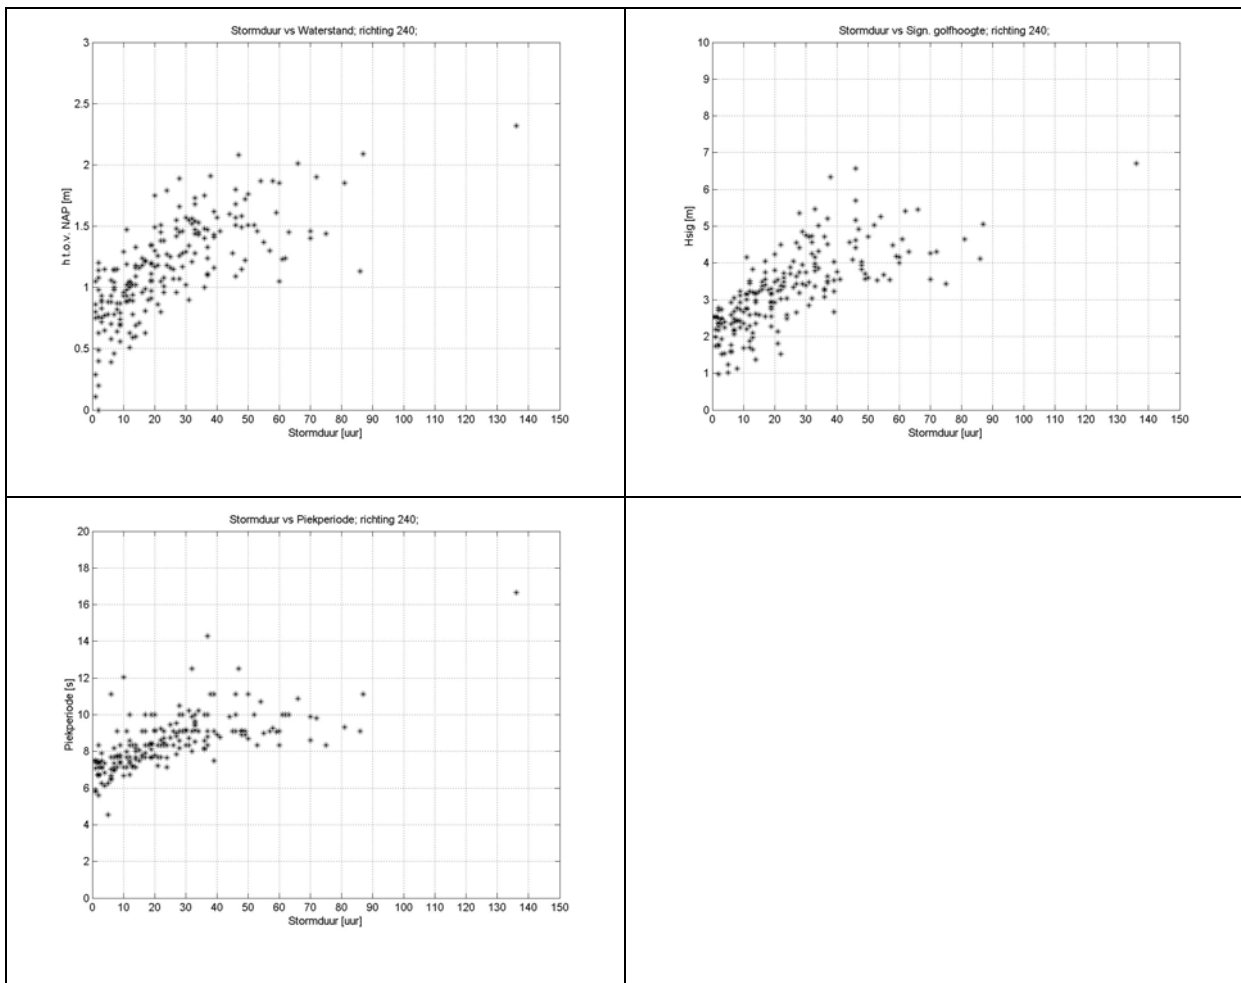 Stormduur vs Waterstand; richting 240;
3
2.5
2
1.5
1
0.5
0
h t.o.v. NAP [m]
0 10 20 30 40 50 60 70 80 90 100 110 120 130 140 150
Stormduur [uur]
Stormduur vs Sign. golfhoogte; richting 240;
10
9
8
7
6
5
4
3
2
1
0
Hsig [m]
0 10 20 30 40 50 60 70 80 90 100 110 120 130 140 150
Stormduur [uur]
Stormduur vs Piekperiode; richting 240;
20
18
16
14
12
10
8
6
4
2
0
Piekperiode [s]
0 10 20 30 40 50 60 70 80 90 100 110 120 130 140 150
Stormduur [uur]